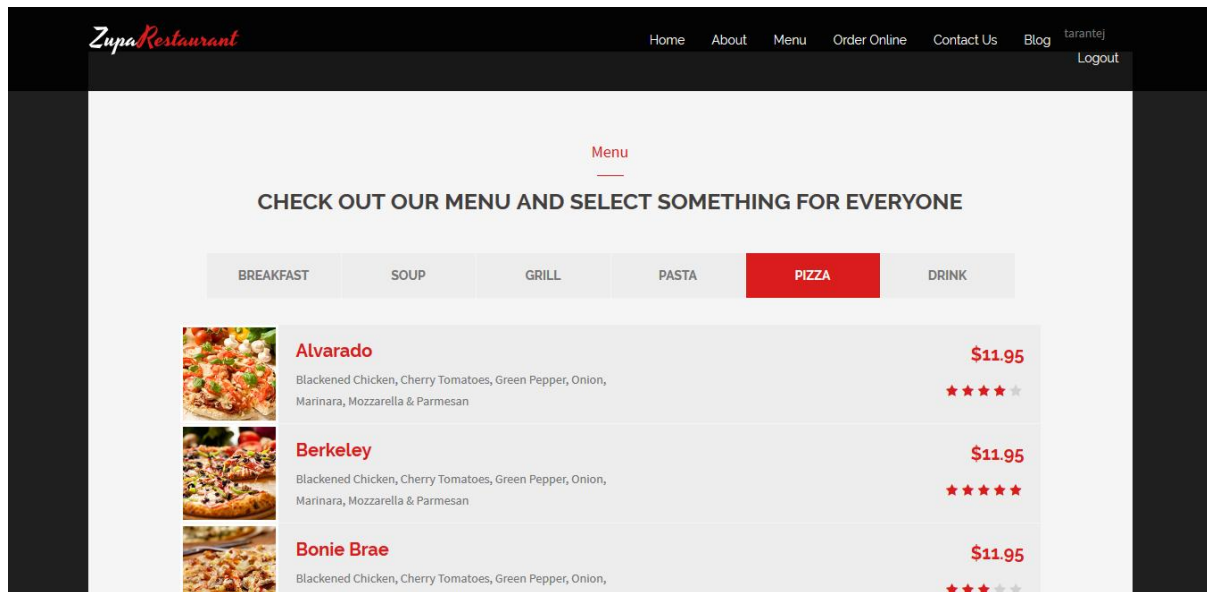 ZupaRestaurant
Home About Menu Order Online Contact Us Blog tarantej
Logout
Menu
CHECK OUT OUR MENU AND SELECT SOMETHING FOR EVERYONE
BREAKFAST SOUP GRILL PASTA PIZZA DRINK
Alvarado $11.95
Blackened Chicken, Cherry Tomatoes, Green Pepper, Onion,
Marinara, Mozzarella & Parmesan
Berkeley $11.95
Blackened Chicken, Cherry Tomatoes, Green Pepper, Onion,
Marinara, Mozzarella & Parmesan
Bonie Brae $11.95
Blackened Chicken, Cherry Tomatoes, Green Pepper, Onion,